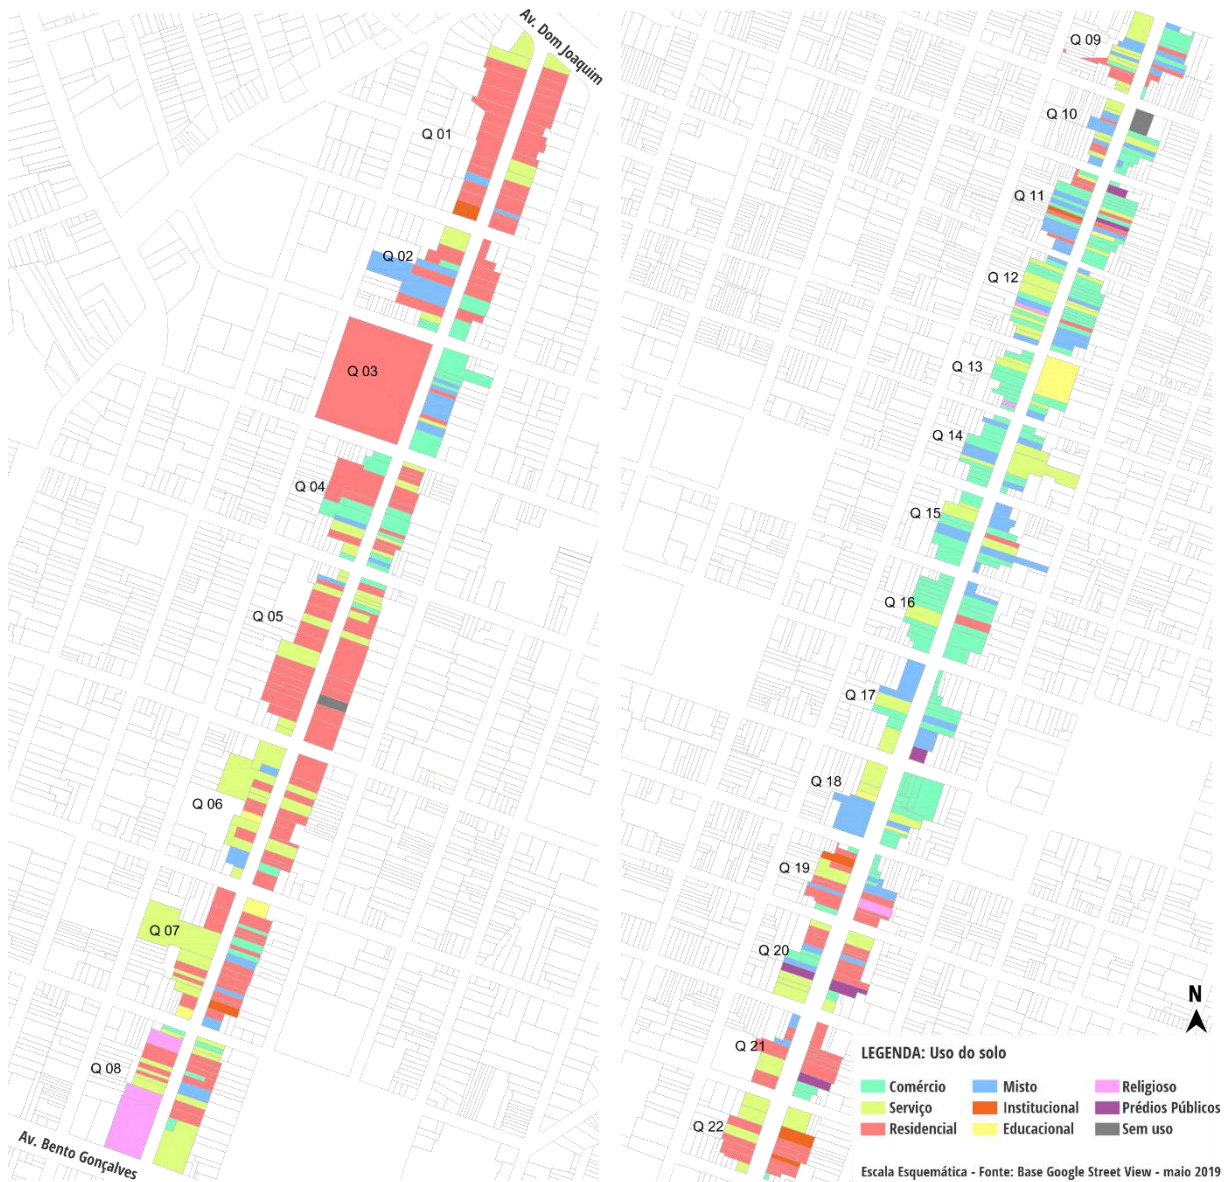 Av. Dom Joaquim
Q 01
Q 02
Q 03
Q 04
Q 05
Q 06
Q 07
Q 08
Av. Bento Gonçalves
Q 09
Q 10
Q 11
Q 12
Q 13
Q 14
Q 15
Q 16
Q 17
Q 18
Q 19
Q 20
Q 21
Q 22
N
LEGENDA: Uso do solo
Comércio Misto Religioso
Serviço Institucional Prédios Públicos
Residencial Educacional Sem uso
Escala Esquemática - Fonte: Base Google Street View - maio 2019